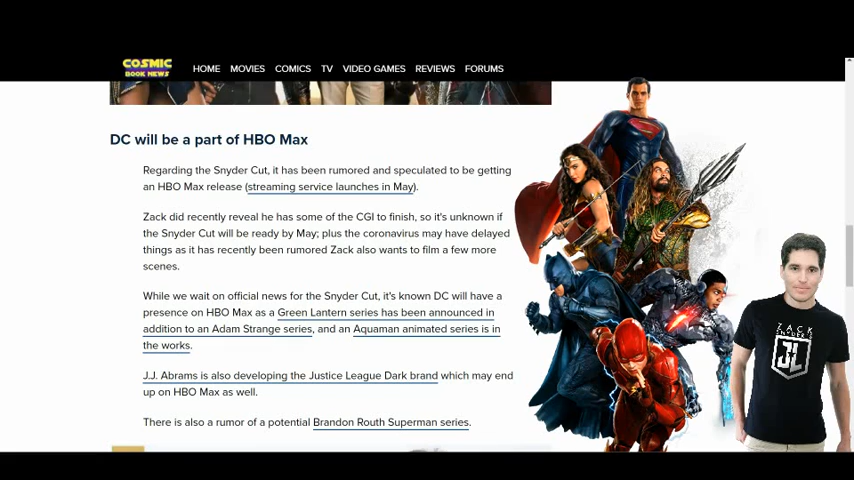 COSMIC
BOOK NEWS
HOME MOVIES COMICS TV VIDEO GAMES REVIEWS FORUMS
DC will be a part of HBO Max
Regarding the Snyder Cut, it has been rumored and speculated to be getting
an HBO Max release (streaming service launches in May).
Zack did recently reveal he has some of the CGI to finish, so it's unknown if
the Snyder Cut will be ready by May; plus the coronavirus may have delayed
things as it has recently been rumored Zack also wants to film a few more
scenes.
While we wait on official news for the Snyder Cut, it's known DC will have a
presence on HBO Max as a Green Lantern series has been announced in
addition to an Adam Strange series, and an Aquaman animated series is in
the works.
J.J. Abrams is also developing the Justice League Dark brand which may end
up on HBO Max as well.
There is also a rumor of a potential Brandon Routh Superman series.
ZACK
SNYDER'S
JL